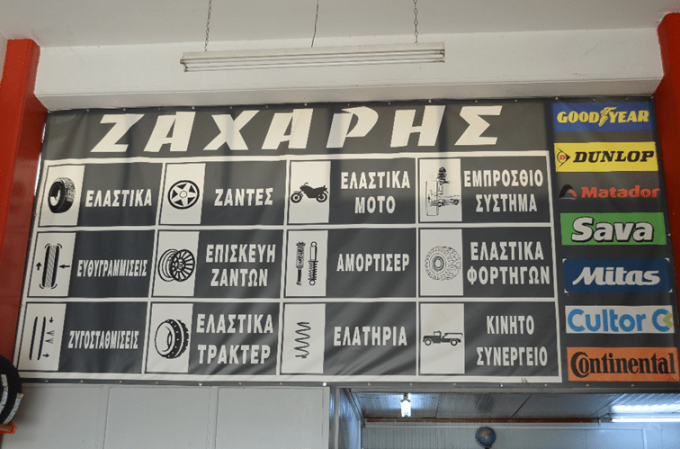 ΖΑΧΑΡΗΣ
ΕΛΑΣΤΙΚΑ
ΖΑΝΤΕΣ
ΕΛΑΣΤΙΚΑ
ΜΟΤΟ
ΕΜΠΡΟΣΘΙΟ
ΣΥΣΤΗΜΑ
ΕΥΘΥΓΡΑΜΜΙΣΕΙΣ
ΕΠΙΣΚΕΥΗ
ΖΑΝΤΩΝ
ΑΜΟΡΤΙΣΕΡ
ΕΛΑΣΤΙΚΑ
ΦΟΡΤΗΓΩΝ
ΖΥΓΟΣΤΑΘΜΙΣΕΙΣ
ΕΛΑΣΤΙΚΑ
ΤΡΑΚΤΕΡ
ΕΛΑΤΗΡΙΑ
ΚΙΝΗΤΟ
ΣΥΝΕΡΓΕΙΟ
GOODYEAR
DUNLOP
Matador
Sava
Mitas
Cultor C
Continental